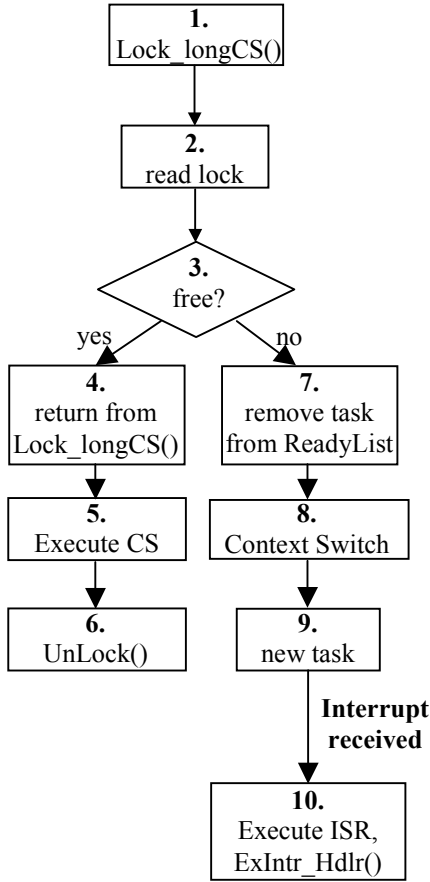 1.
Lock_longCS()
2.
read lock
3.
free?
yes
no
4.
return from
Lock_longCS()
7.
remove task
from ReadyList
5.
Execute CS
8.
Context Switch
6.
UnLock()
9.
new task
Interrupt
received
10.
Execute ISR,
ExIntr_Hdlr()